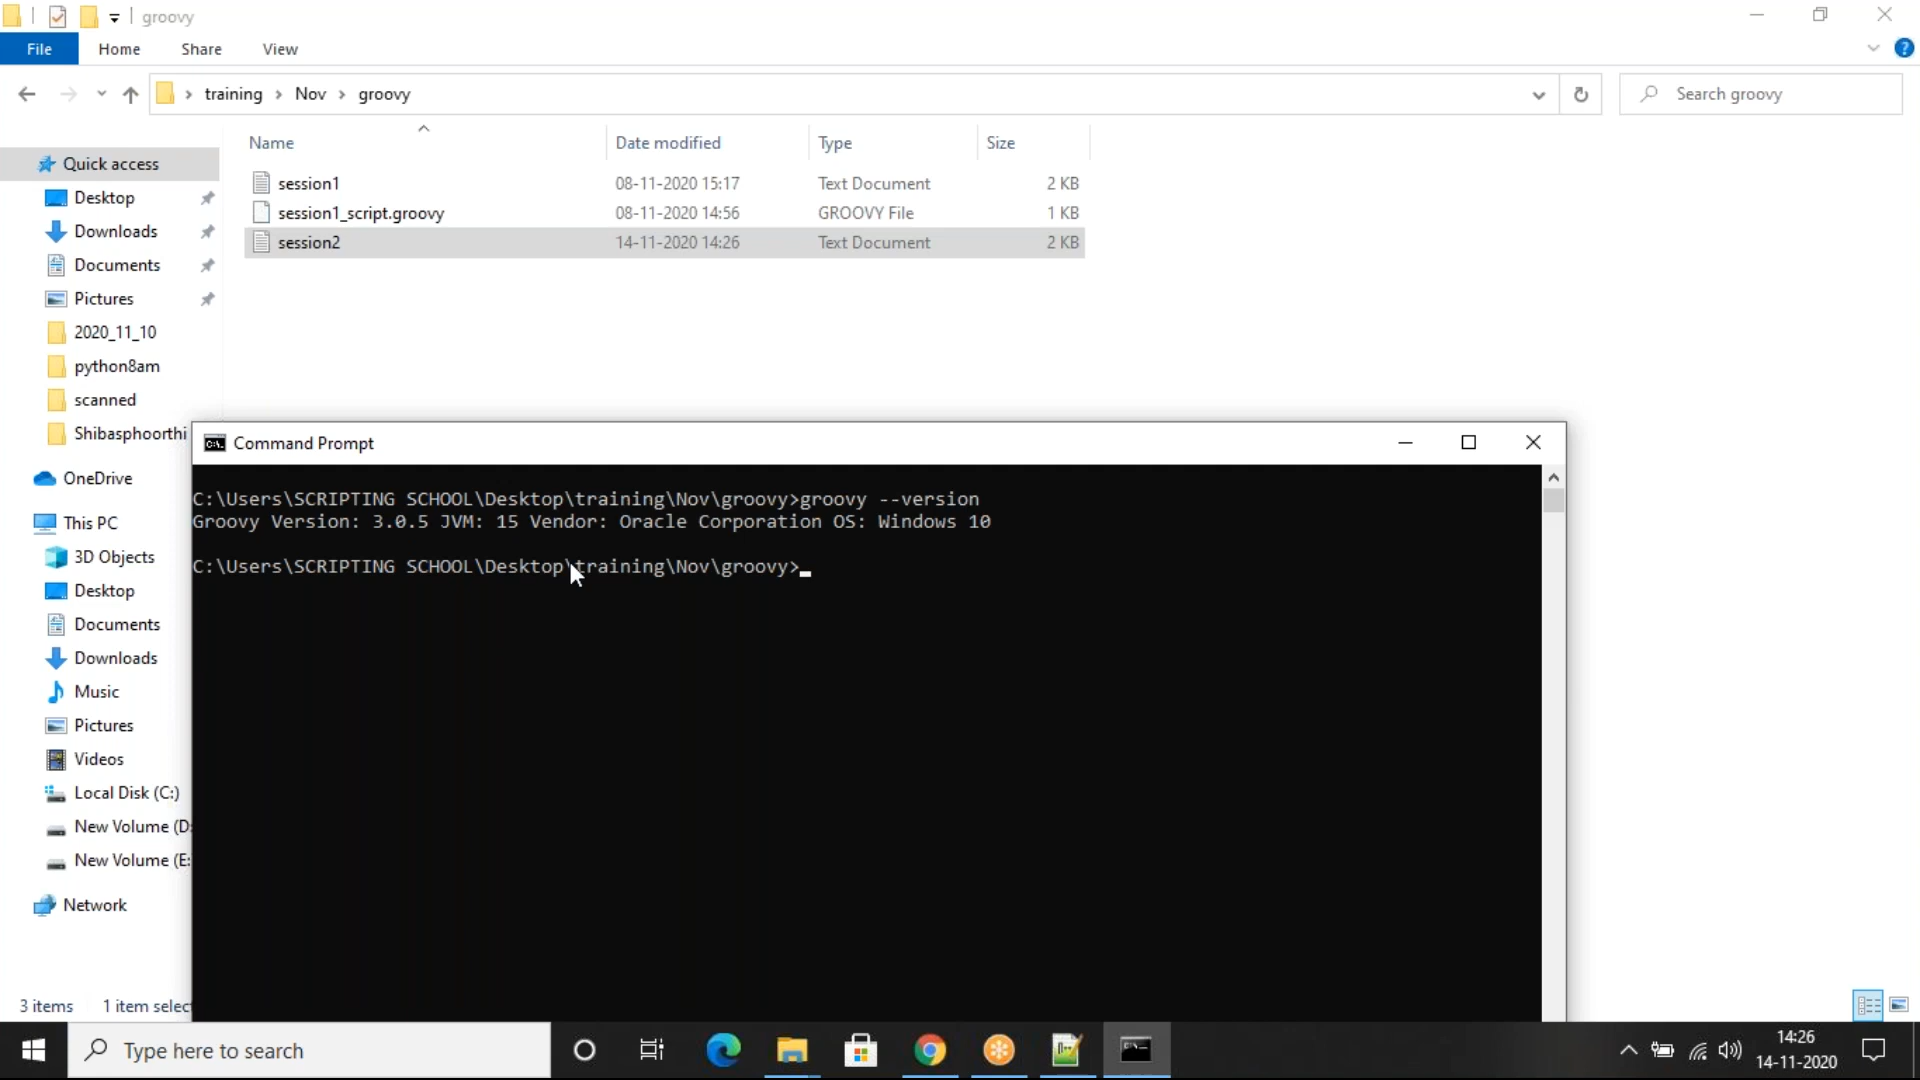 groovy
File Home Share View
training Nov groovy
Search groovy
Name Date modified Type Size
session1 08-11-2020 15:17 Text Document 2 KB
session1_script.groovy 08-11-2020 14:56 GROOVY File 1 KB
session2 14-11-2020 14:26 Text Document 2 KB
Quick access
Desktop
Downloads
Documents
Pictures
2020_11_10
python8am
scanned
Shibasphoorthi
OneDrive
This PC
3D Objects
Desktop
Documents
Downloads
Music
Pictures
Videos
Local Disk (C:)
New Volume (D:
New Volume (E:
Network
3 items 1 item selec
Command Prompt
C:\Users\SCRIPTING SCHOOL\Desktop\training\Nov\groovy>groovy --version
Groovy Version: 3.0.5 JVM: 15 Vendor: Oracle Corporation OS: Windows 10
C:\Users\SCRIPTING SCHOOL\Desktop\training\Nov\groovy>
Type here to search
14:26
14-11-2020